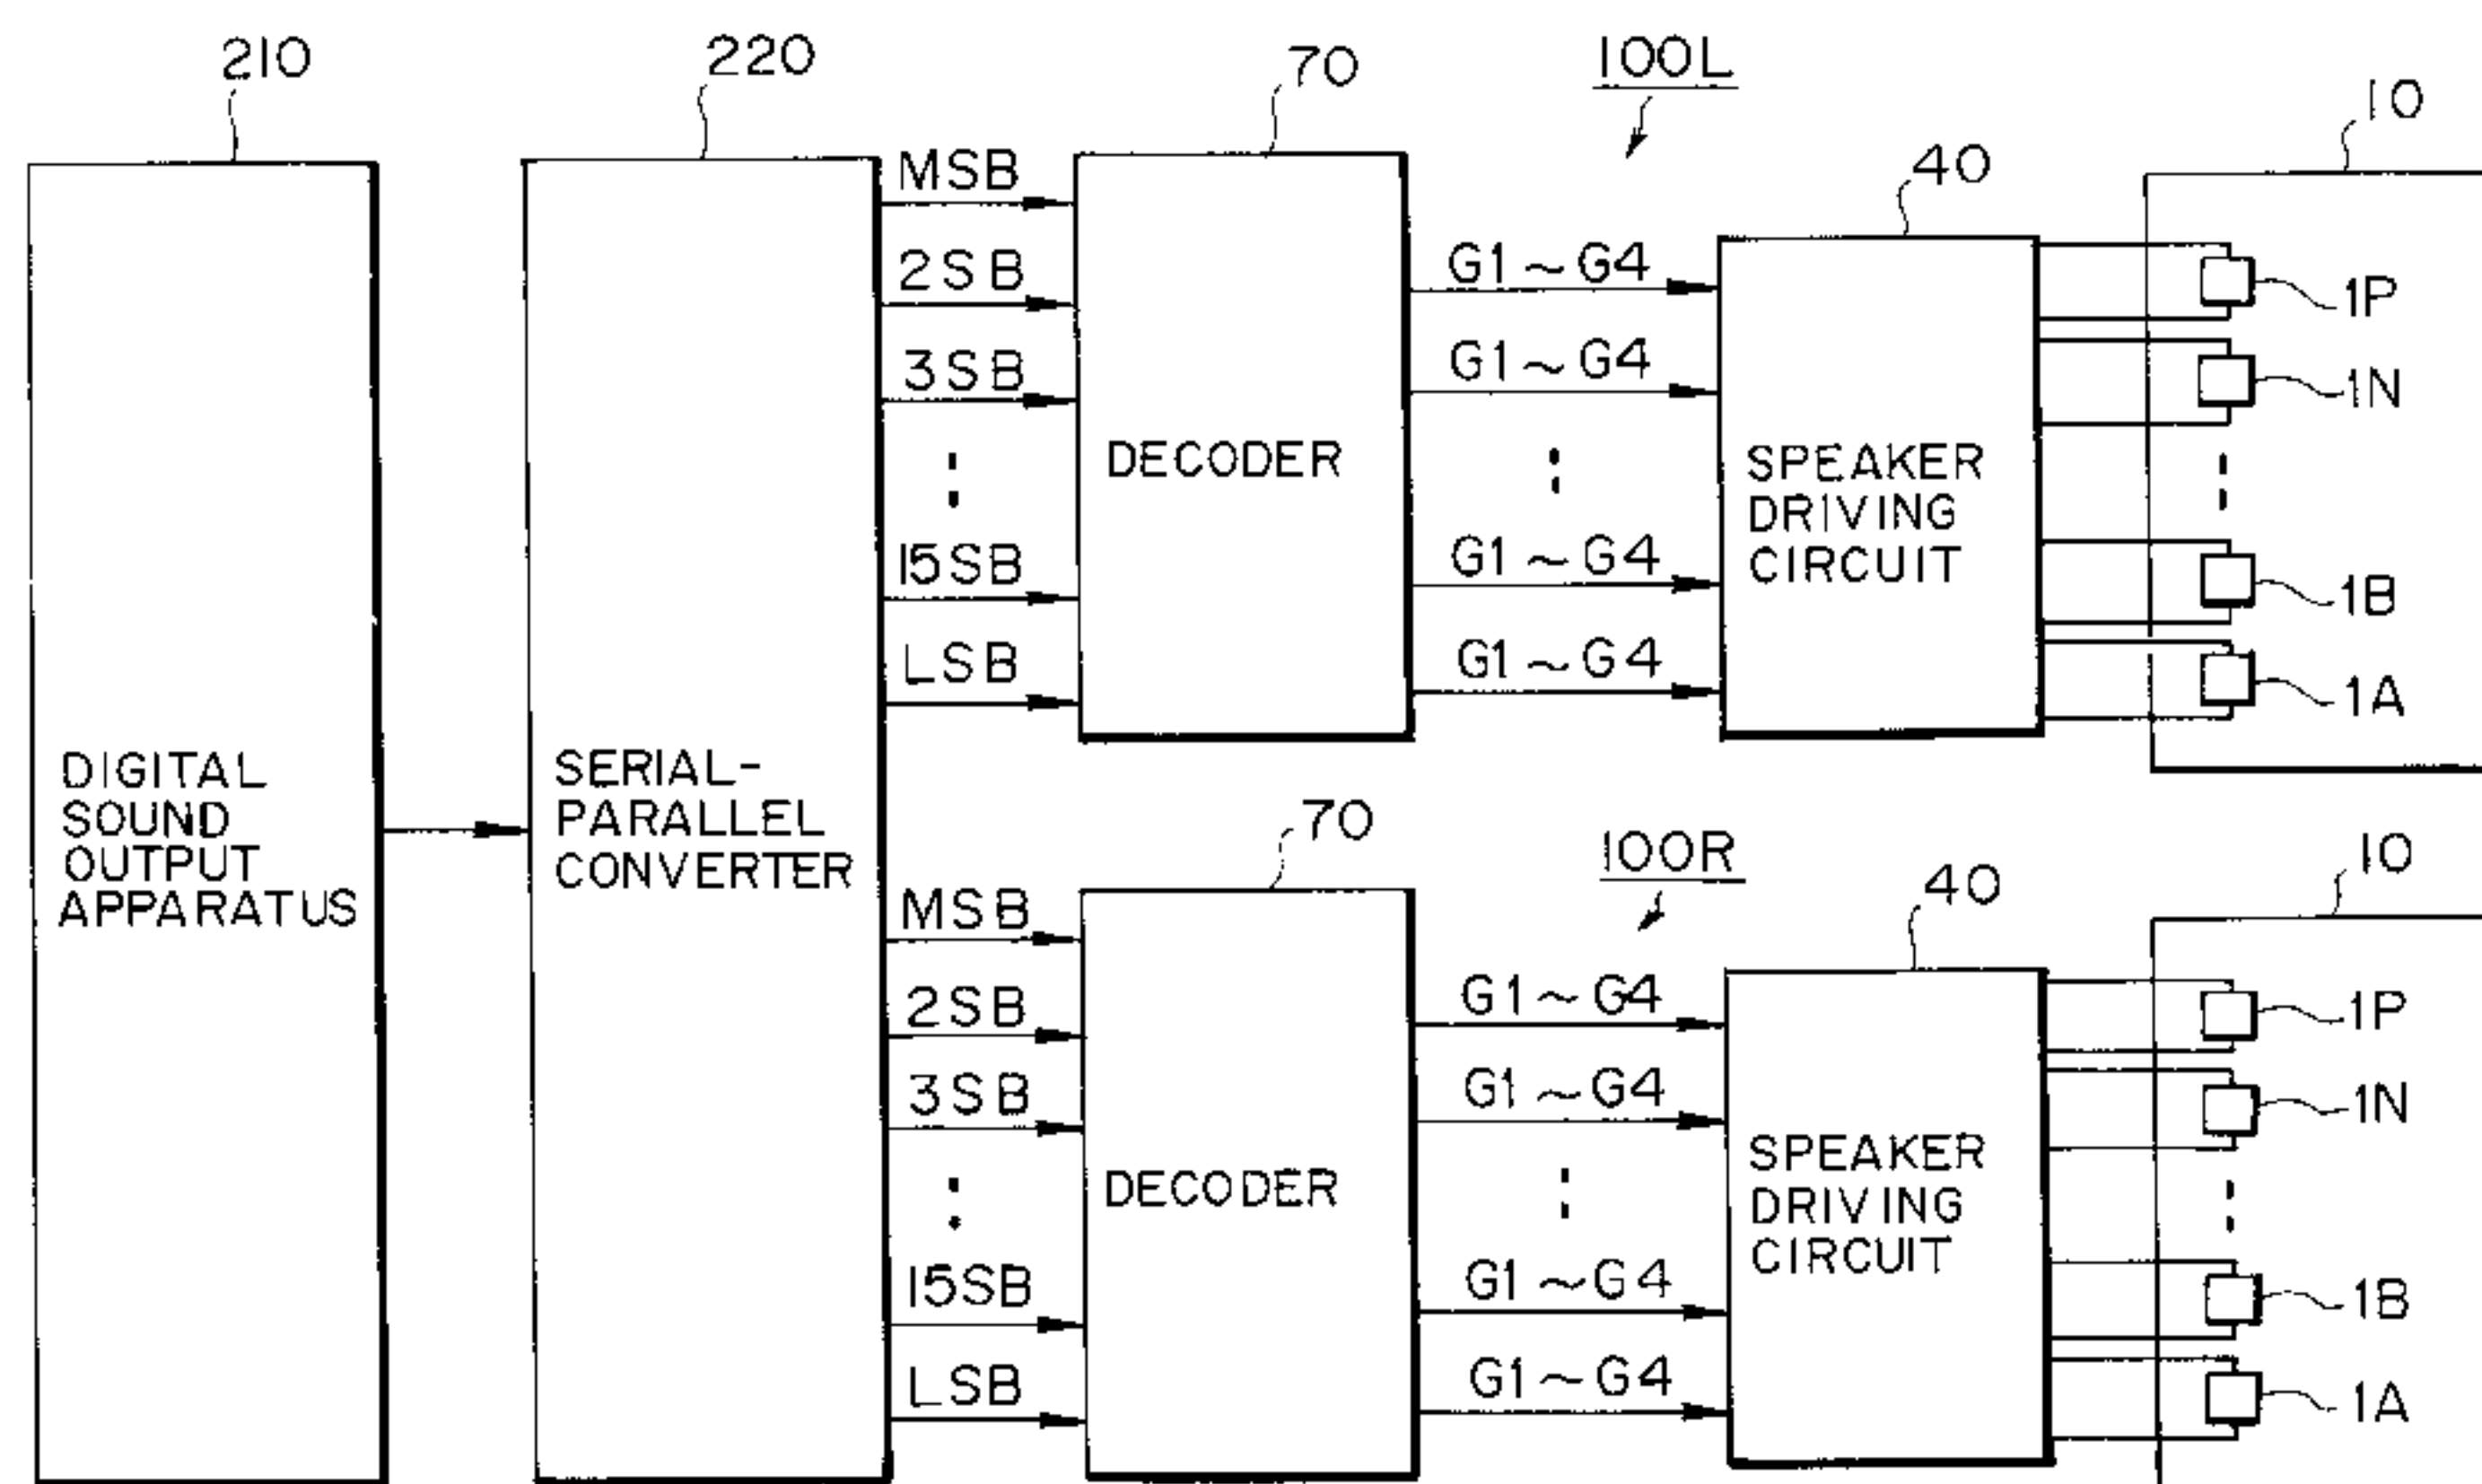 210
220
70
100L
10
40
MSB
2SB
3SB
15SB
LSB
DECODER
G1~G4
G1~G4
G1~G4
G1~G4
SPEAKER
DRIVING
CIRCUIT
1P
1N
1B
1A
DIGITAL
SOUND
OUTPUT
APPARATUS
SERIAL-
PARALLEL
CONVERTER
70
100R
10
40
MSB
2SB
3SB
15SB
LSB
DECODER
G1~G4
G1~G4
G1~G4
G1~G4
SPEAKER
DRIVING
CIRCUIT
1P
1N
1B
1A